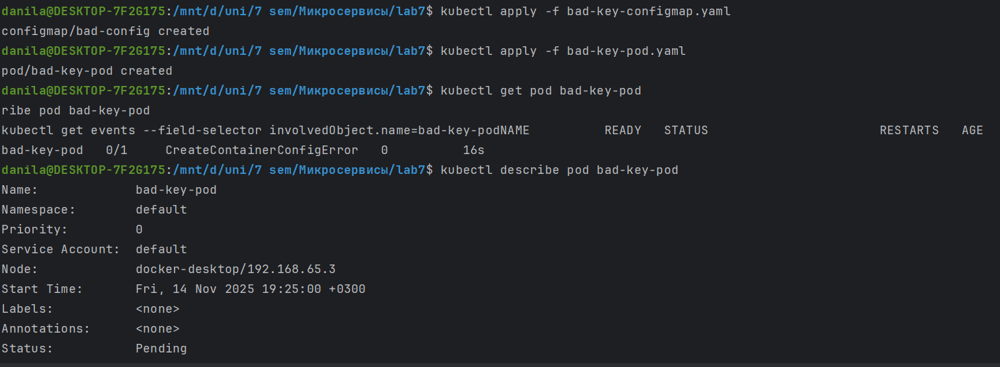 danila@DESKTOP-7F2G175:/mnt/d/uni/7 sem/Микросервисы/lab7$ kubectl apply -f bad-key-configmap.yaml
configmap/bad-config created
danila@DESKTOP-7F2G175:/mnt/d/uni/7 sem/Микросервисы/lab7$ kubectl apply -f bad-key-pod.yaml
pod/bad-key-pod created
danila@DESKTOP-7F2G175:/mnt/d/uni/7 sem/Микросервисы/lab7$ kubectl get pod bad-key-pod
ribe pod bad-key-pod
kubectl get events --field-selector involvedObject.name=bad-key-podNAME          READY   STATUS                       RESTARTS   AGE
bad-key-pod   0/1     CreateContainerConfigError   0          16s
danila@DESKTOP-7F2G175:/mnt/d/uni/7 sem/Микросервисы/lab7$ kubectl describe pod bad-key-pod
Name:             bad-key-pod
Namespace:        default
Priority:         0
Service Account:  default
Node:             docker-desktop/192.168.65.3
Start Time:       Fri, 14 Nov 2025 19:25:00 +0300
Labels:           <none>
Annotations:      <none>
Status:           Pending